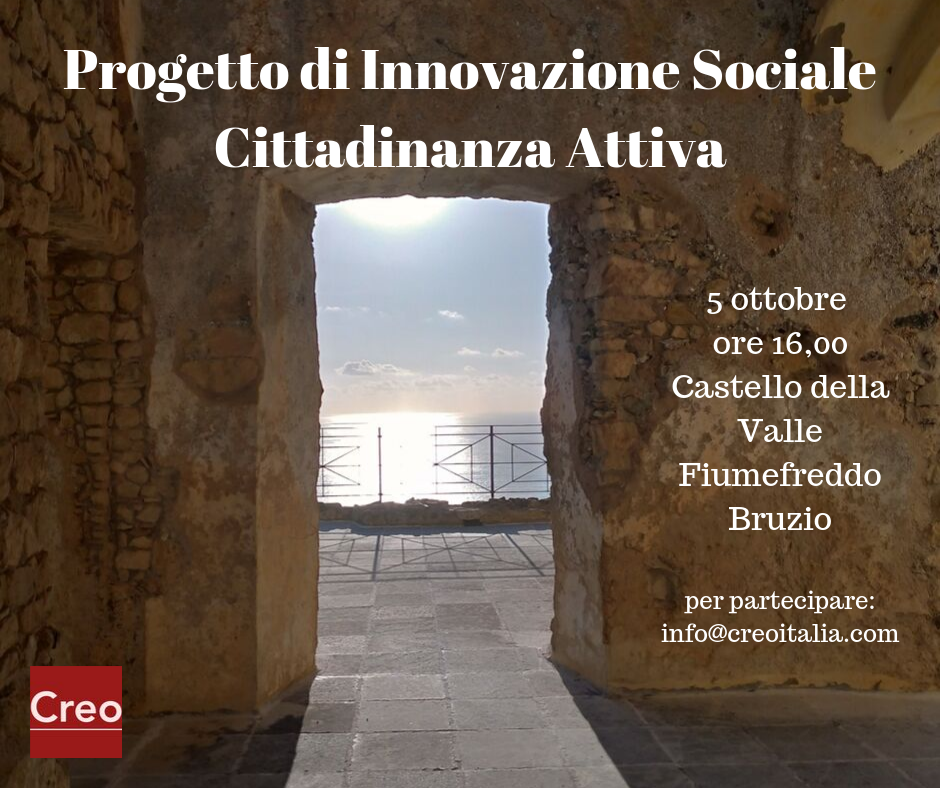 Progetto di Innovazione Sociale
Cittadinanza Attiva
5 ottobre
ore 16,00
Castello della
Valle
Fiumefreddo
Bruzio
per partecipare:
info@creoitalia.com
Creo